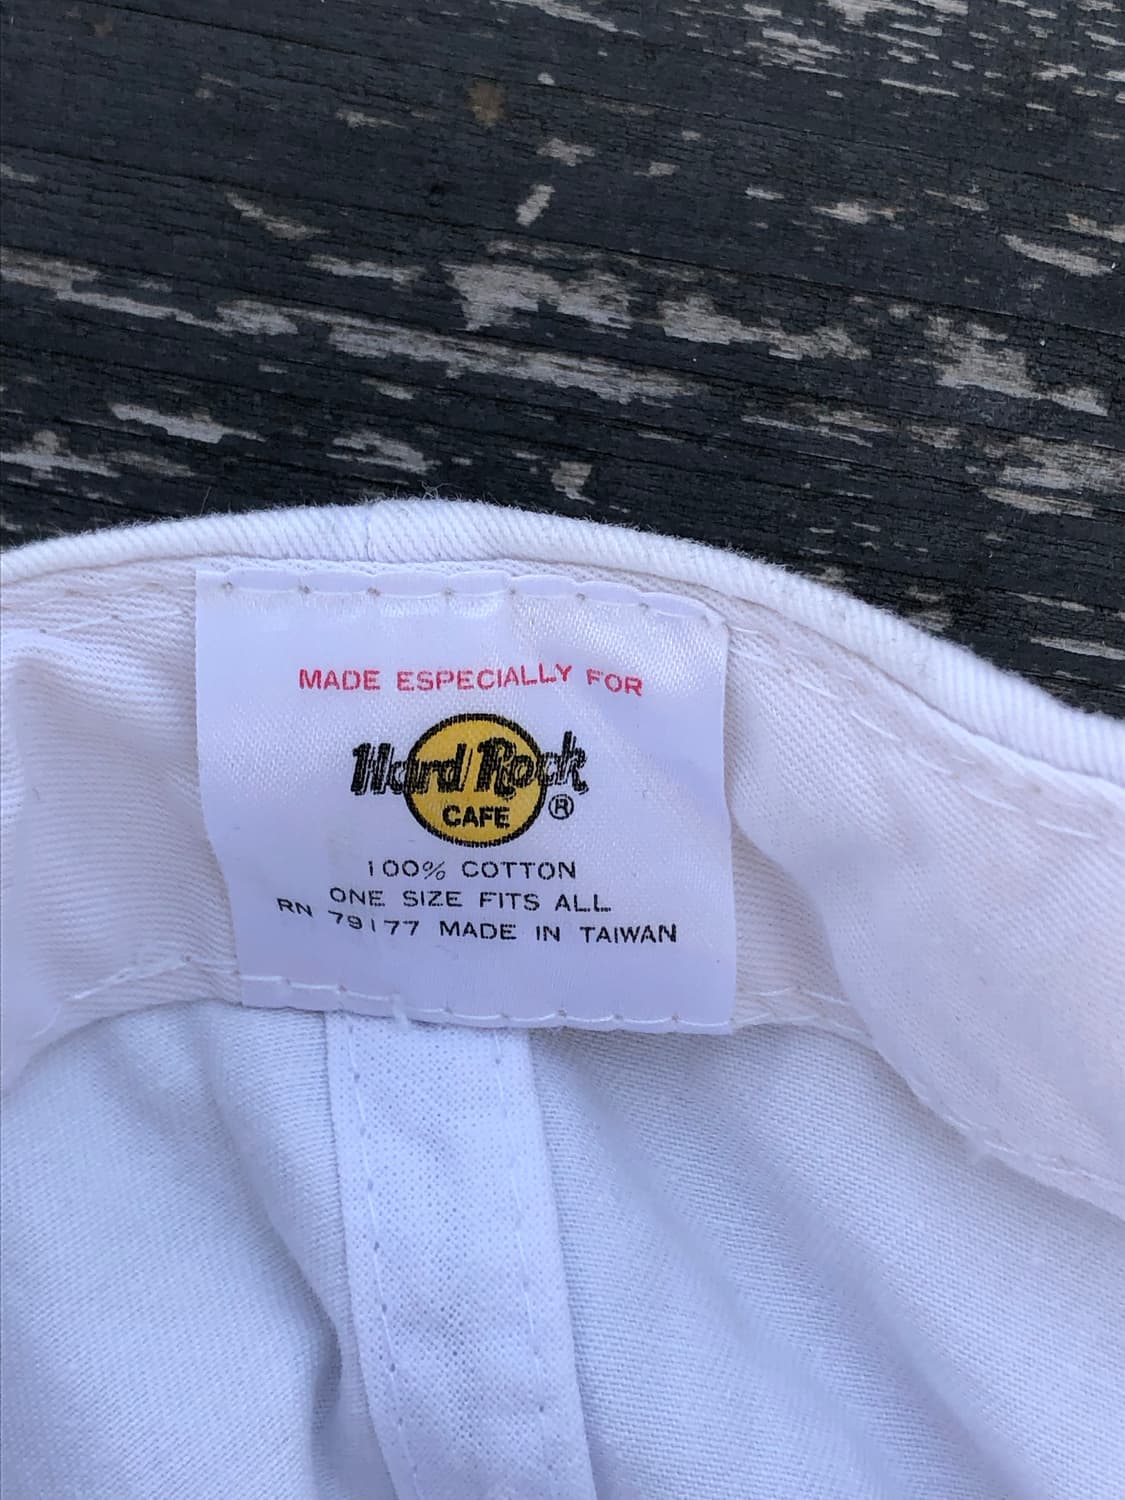 MADE ESPECIALLY FOR
Hard Rock
CAFE ®
100% COTTON
ONE SIZE FITS ALL
RN 79177 MADE IN TAIWAN